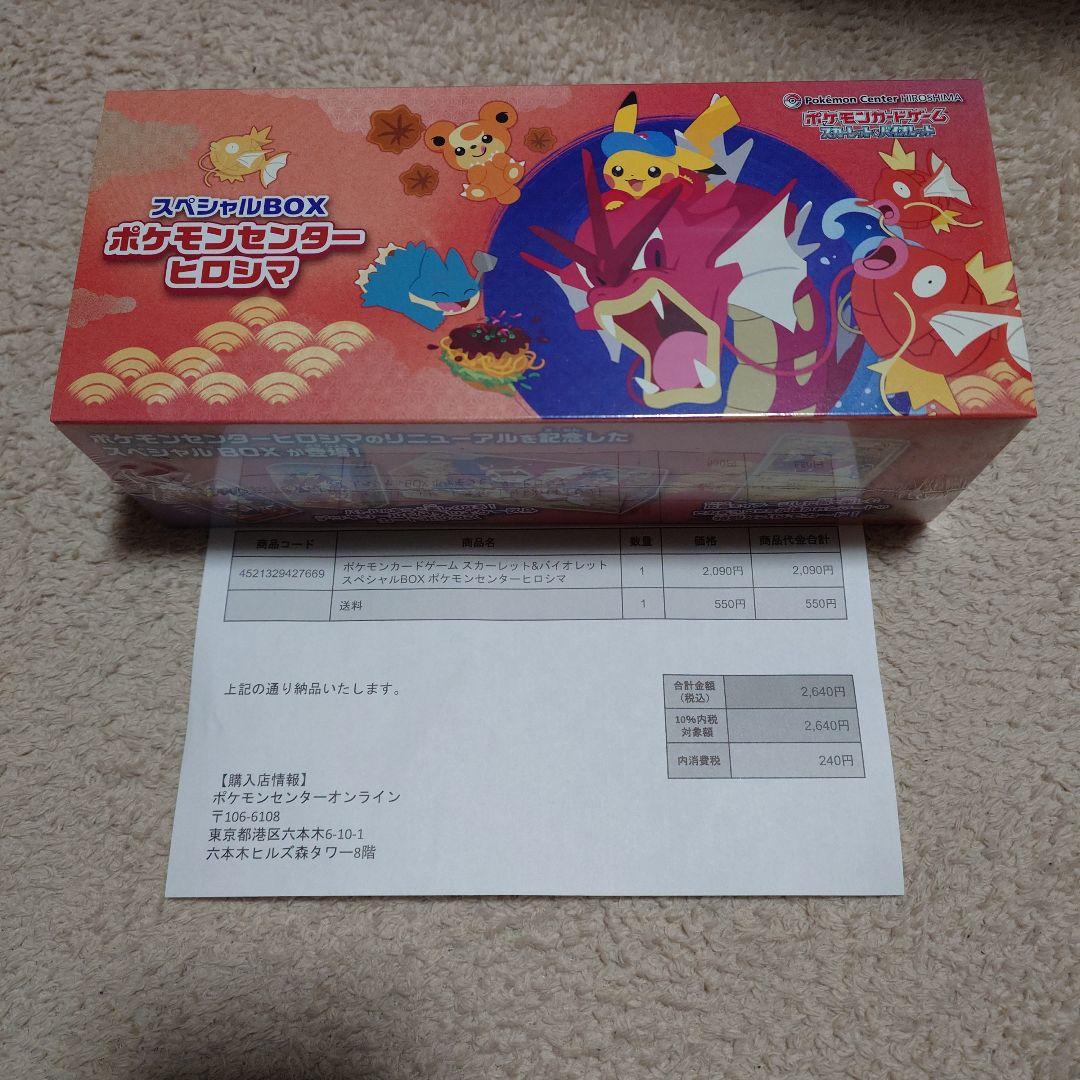 Pokémon Center HIROSHIMA
ポケモンカードゲーム
スカーレット&バイオレット
スペシャルBOX
ポケモンセンター
ヒロシマ
ポケモンセンターヒロシマのリニューアルを記念した
スペシャルBOXが登場!
商品コード 商品名 数量 価格 商品代金合計
4521329427669 ポケモンカードゲーム スカーレット&バイオレット 1 2,090円 2,090円
スペシャルBOX ポケモンセンターヒロシマ
送料 1 550円 550円
上記の通り納品いたします。
合計金額 2,640円
(税込)
10%内税 2,640円
対象額
内消費税 240円
【購入店情報】
ポケモンセンターオンライン
〒106-6108
東京都港区六本木6-10-1
六本木ヒルズ森タワー8階